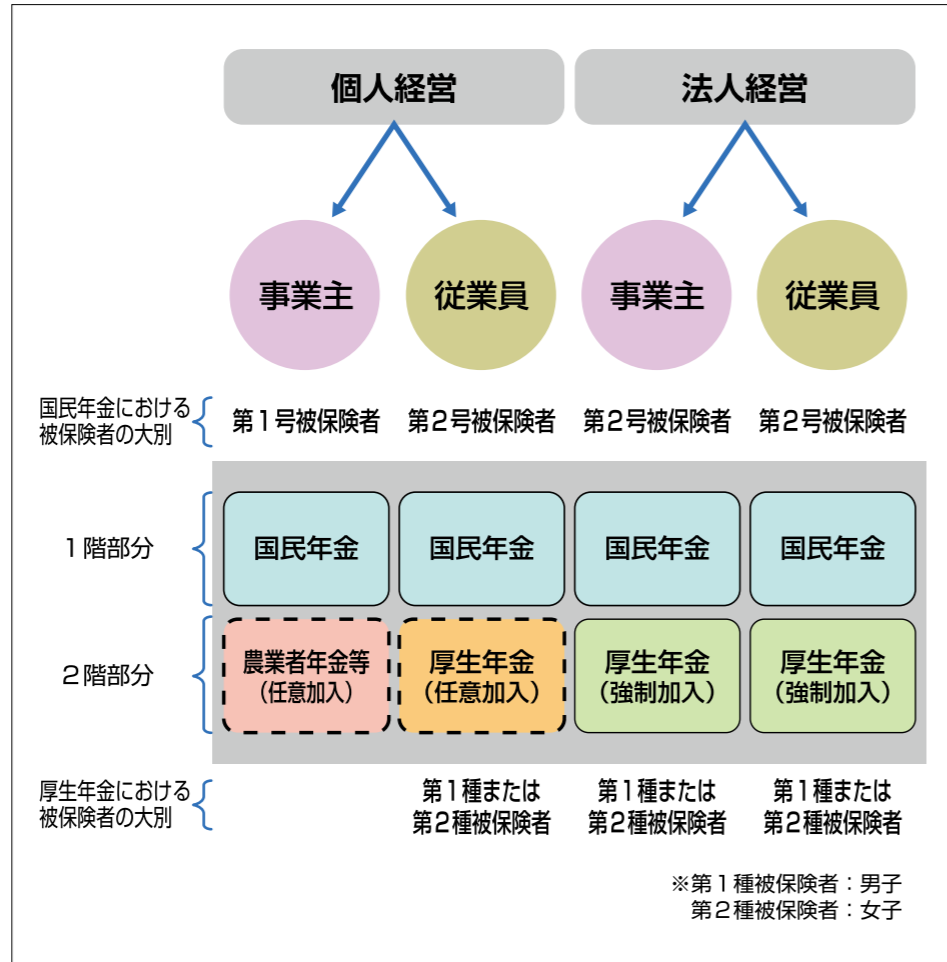 個人経営
法人経営
事業主
従業員
事業主
従業員
国民年金における
被保険者の大別
第1号被保険者
第2号被保険者
第2号被保険者
第2号被保険者
1階部分
国民年金
国民年金
国民年金
国民年金
2階部分
農業者年金等
（任意加入）
厚生年金
（任意加入）
厚生年金
（強制加入）
厚生年金
（強制加入）
厚生年金における
被保険者の大別
第1種または
第2種被保険者
第1種または
第2種被保険者
第1種または
第2種被保険者
※第1種被保険者：男子
第2種被保険者：女子